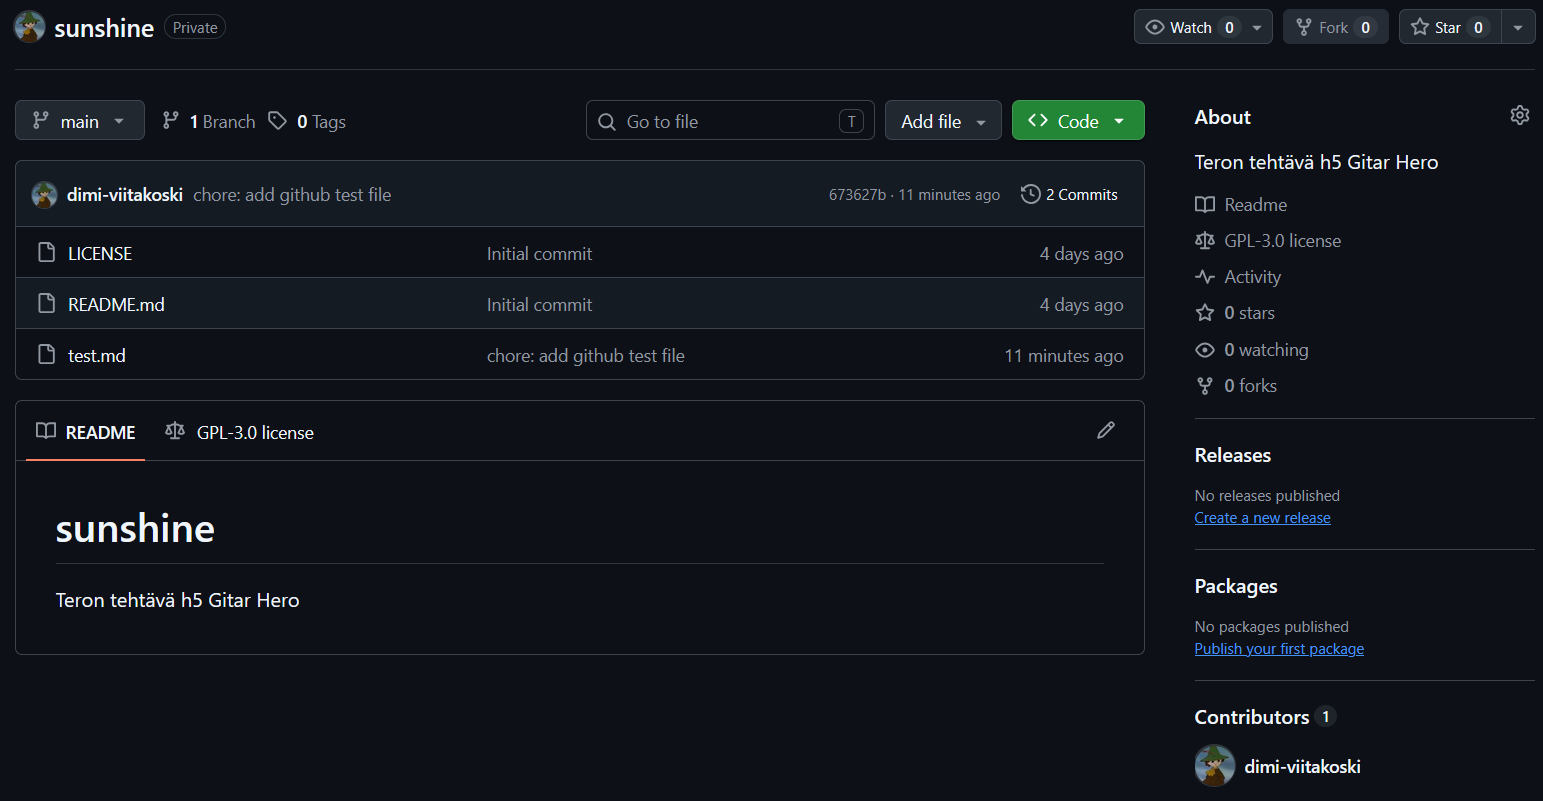 sunshine Private Watch 0 Fork 0 Star 0
main 1 Branch 0 Tags Go to file T Add file Code
dimi-viitakoski chore: add github test file 673627b · 11 minutes ago 2 Commits
LICENSE Initial commit 4 days ago
README.md Initial commit 4 days ago
test.md chore: add github test file 11 minutes ago
README GPL-3.0 license
sunshine
Teron tehtävä h5 Gitar Hero
About
Teron tehtävä h5 Gitar Hero
Readme
GPL-3.0 license
Activity
0 stars
0 watching
0 forks
Releases
No releases published
Create a new release
Packages
No packages published
Publish your first package
Contributors 1
dimi-viitakoski